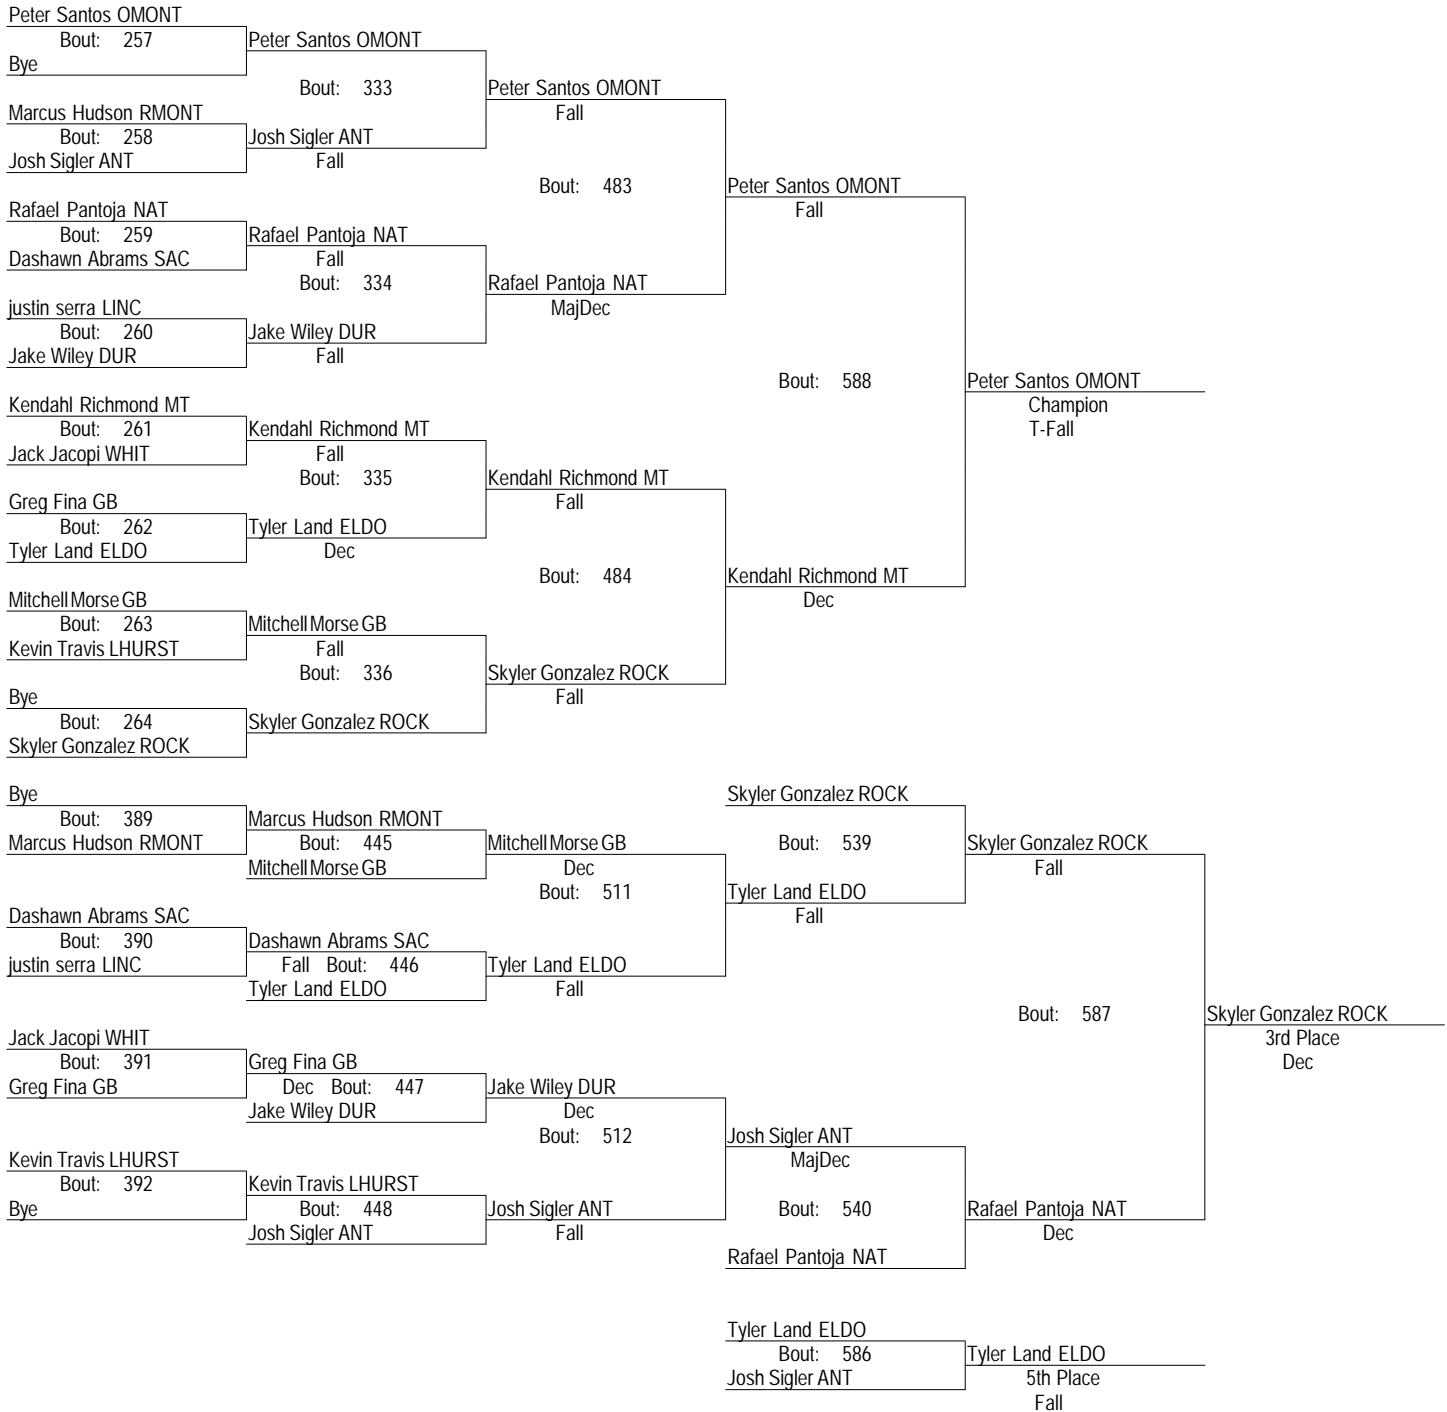 Peter Santos OMONT
Bout: 257
Bye
Peter Santos OMONT
Bout: 333
Marcus Hudson RMONT
Bout: 258
Josh Sigler ANT
Josh Sigler ANT
Fall
Peter Santos OMONT
Fall
Bout: 483
Rafael Pantoja NAT
Bout: 259
Dashawn Abrams SAC
Rafael Pantoja NAT
Fall
Bout: 334
justin serra LINC
Bout: 260
Jake Wiley DUR
Jake Wiley DUR
Fall
Rafael Pantoja NAT
MajDec
Peter Santos OMONT
Fall
Bout: 588
Peter Santos OMONT
Champion
T-Fall
Kendahl Richmond MT
Bout: 261
Jack Jacopi WHIT
Kendahl Richmond MT
Fall
Bout: 335
Greg Fina GB
Bout: 262
Tyler Land ELDO
Tyler Land ELDO
Dec
Kendahl Richmond MT
Fall
Bout: 484
Kendahl Richmond MT
Dec
Mitchell Morse GB
Bout: 263
Kevin Travis LHURST
Mitchell Morse GB
Fall
Bout: 336
Bye
Bout: 264
Skyler Gonzalez ROCK
Skyler Gonzalez ROCK
Skyler Gonzalez ROCK
Fall
Bye
Bout: 389
Marcus Hudson RMONT
Marcus Hudson RMONT
Bout: 445
Mitchell Morse GB
Mitchell Morse GB
Dec
Bout: 511
Dashawn Abrams SAC
Bout: 390
justin serra LINC
Dashawn Abrams SAC
Fall Bout: 446
Tyler Land ELDO
Tyler Land ELDO
Fall
Skyler Gonzalez ROCK
Bout: 539
Tyler Land ELDO
Fall
Skyler Gonzalez ROCK
Fall
Bout: 587
Skyler Gonzalez ROCK
3rd Place
Dec
Jack Jacopi WHIT
Bout: 391
Greg Fina GB
Greg Fina GB
Dec Bout: 447
Jake Wiley DUR
Jake Wiley DUR
Dec
Bout: 512
Kevin Travis LHURST
Bout: 392
Bye
Kevin Travis LHURST
Bout: 448
Josh Sigler ANT
Josh Sigler ANT
Fall
Josh Sigler ANT
MajDec
Bout: 540
Rafael Pantoja NAT
Rafael Pantoja NAT
Dec
Tyler Land ELDO
Bout: 586
Josh Sigler ANT
Tyler Land ELDO
5th Place
Fall